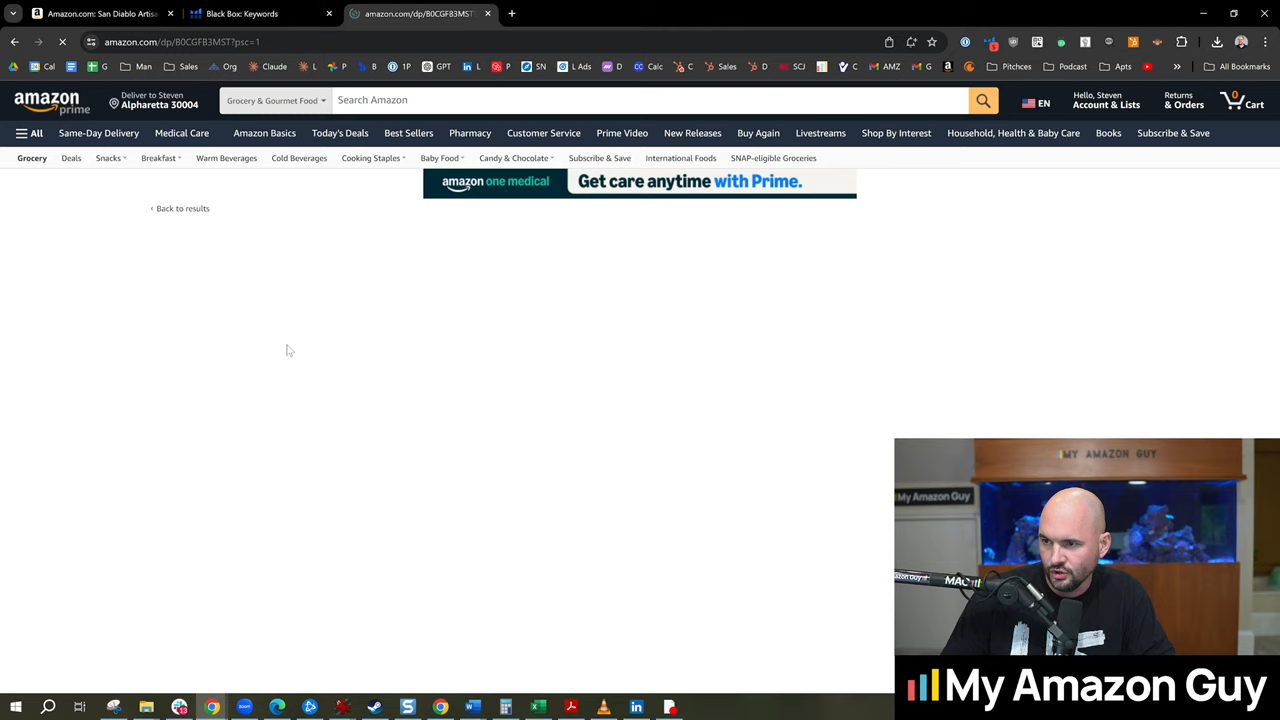 Amazon.com: San Diablo Artisa
Black Box: Keywords
amazon.com/dp/B0CGFB3MST?
amazon.com/dp/B0CGFB3MST?psc=1
G
Man
Sales
Org
Claude
L
P
B
1P
GPT
L
P
SN
L Ads
D
CC
Calc
C
Sales
D
SCJ
V
C
AMZ
G
C
Pitchces
Podcast
Apts
All Bookmarks
amazon prime
Deliver to Steven
Alpharetta 30004
Grocery & Gourmet Food
Search Amazon
EN
Hello, Steven
Account & Lists
Returns
& Orders
0
Cart
All
Same-Day Delivery
Medical Care
Amazon Basics
Today's Deals
Best Sellers
Pharmacy
Customer Service
Prime Video
New Releases
Buy Again
Livestreams
Shop By Interest
Household, Health & Baby Care
Books
Subscribe & Save
Grocery
Deals
Snacks
Breakfast
Warm Beverages
Cold Beverages
Cooking Staples
Baby Food
Candy & Chocolate
Subscribe & Save
International Foods
SNAP-eligible Groceries
amazon one medical
Get care anytime with Prime.
‹ Back to results
MY AMAZON GUY
My Amazon Guy
My Amazon Guy